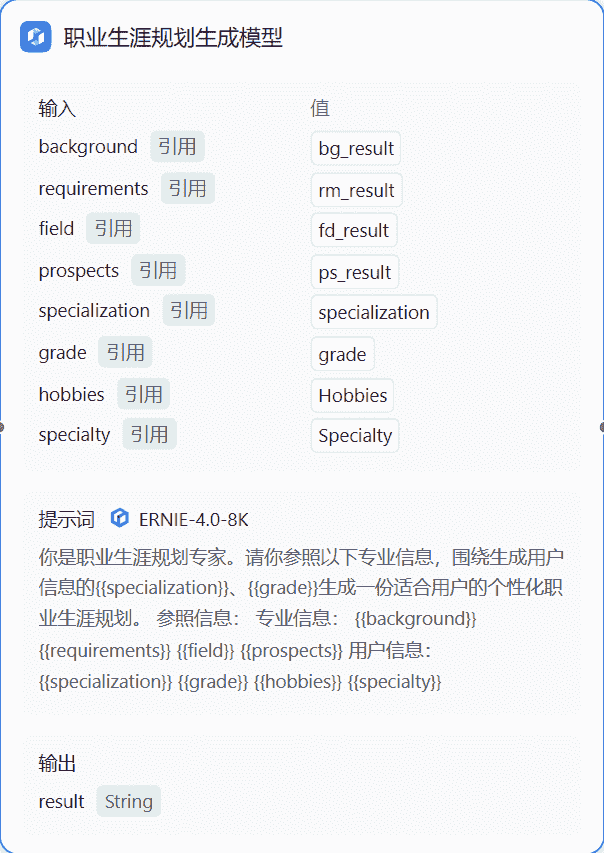 职业生涯规划生成模型
输入 值
background 引用 bg_result
requirements 引用 rm_result
field 引用 fd_result
prospects 引用 ps_result
specialization 引用 specialization
grade 引用 grade
hobbies 引用 Hobbies
specialty 引用 Specialty
提示词 ERNIE-4.0-8K
你是职业生涯规划专家。请你参照以下专业信息，围绕生成用户
信息的{{specialization}}、{{grade}}生成一份适合用户的个性化职
业生涯规划。 参照信息： 专业信息： {{background}}
{{requirements}} {{field}} {{prospects}} 用户信息：
{{specialization}} {{grade}} {{hobbies}} {{specialty}}
输出
result String